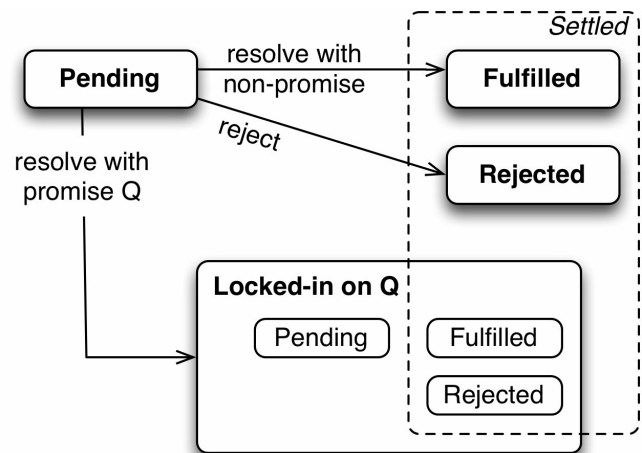 Settled
Pending
resolve with
non-promise
Fulfilled
reject
Rejected
resolve with
promise Q
Locked-in on Q
Pending
Fulfilled
Rejected